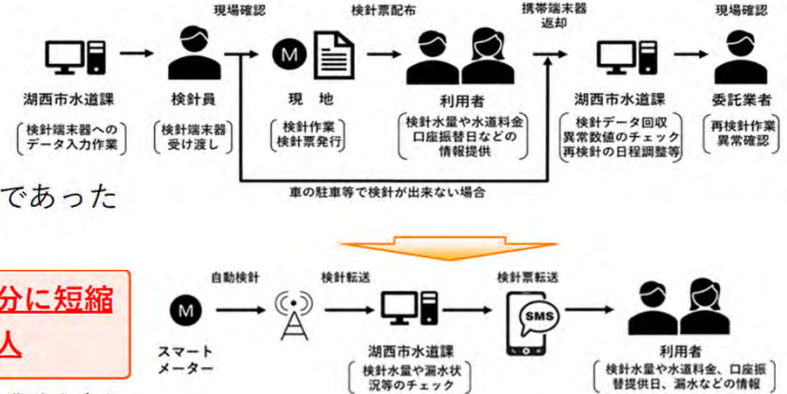 現場確認
検針票配布
携帯端末器
返却
現場確認
M
湖西市水道課
検針員
現 地
利用者
湖西市水道課
委託業者
検針端末器への
データ入力作業
検針端末器
受け渡し
検針作業
検針票発行
検針水量や水道料金
口座振替日などの
情報提供
検針データ回収
異常数値のチェック
再検針の日程調整等
再検針作業
異常確認
車の駐車等で検針が出来ない場合
であった
分に短縮
人
自動検針
検針転送
検針票転送
M
SMS
スマート
メーター
湖西市水道課
検針水量や漏水状
況等のチェック
利用者
検針水量や水道料金、口座振
替提供日、漏水などの情報